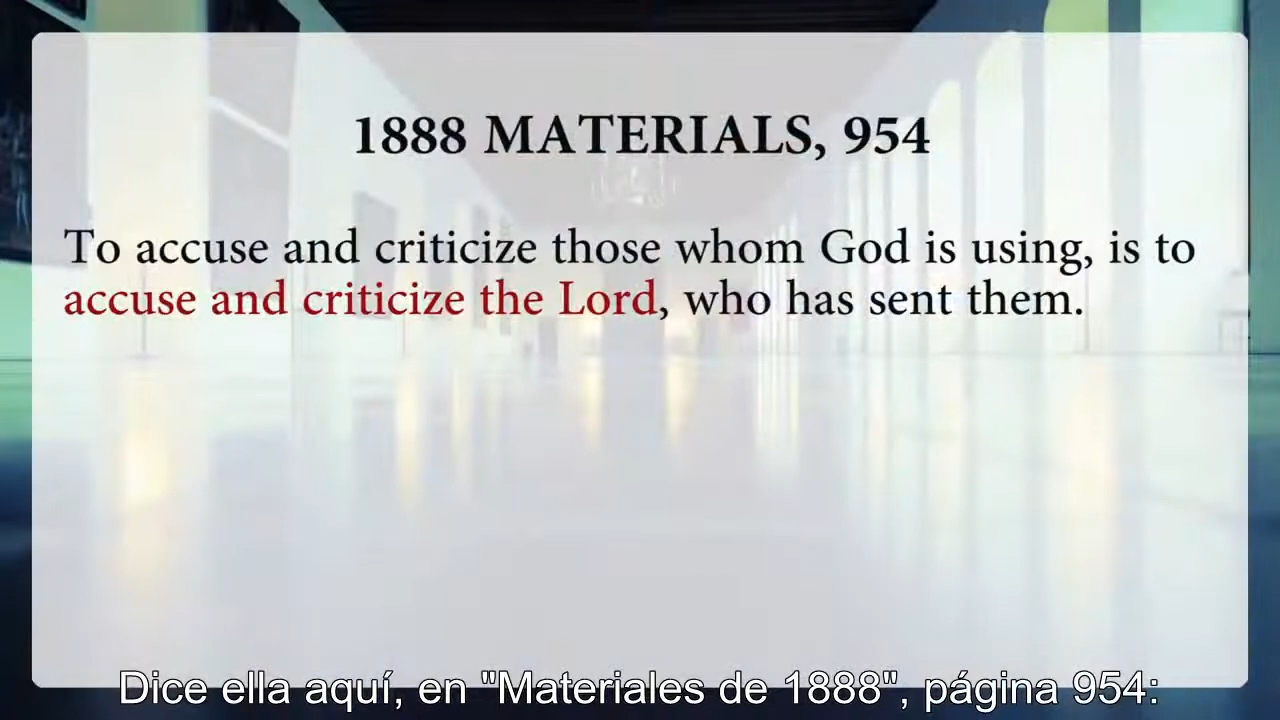 1888 MATERIALS, 954
To accuse and criticize those whom God is using, is to
accuse and criticize the Lord, who has sent them.
Dice ella aquí, en "Materiales de 1888", página 954: